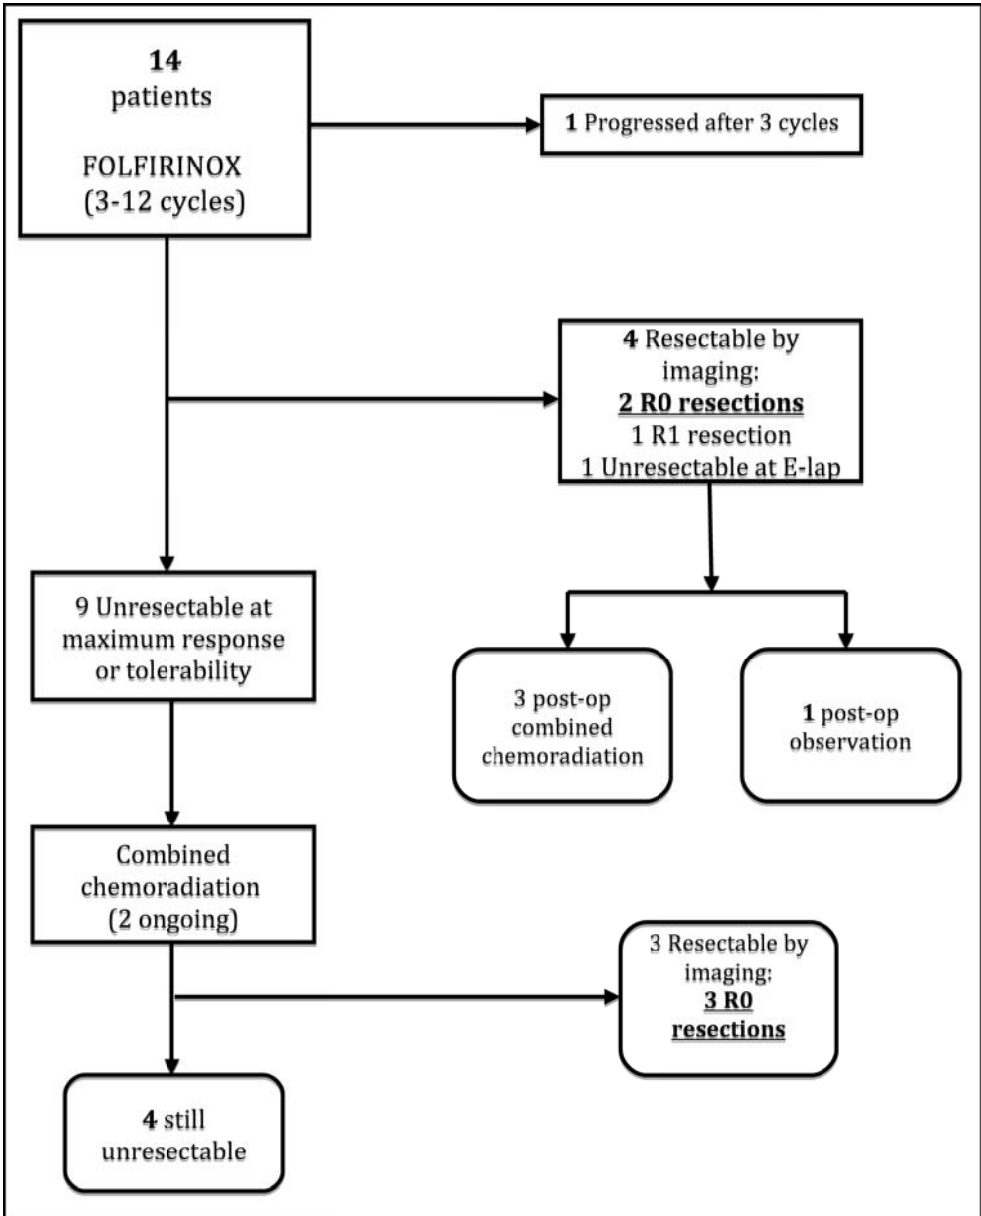 14
patients
FOLFIRINOX
(3-12 cycles)
1 Progressed after 3 cycles
4 Resectable by
imaging:
2 R0 resections
1 R1 resection
1 Unresectable at E-lap
9 Unresectable at
maximum response
or tolerability
3 post-op
combined
chemoradiation
1 post-op
observation
Combined
chemoradiation
(2 ongoing)
3 Resectable by
imaging:
3 R0
resections
4 still
unresectable